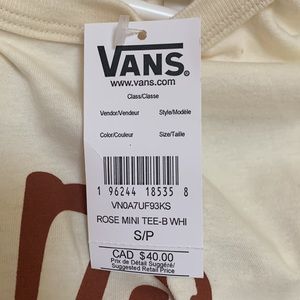 VANS®
www.vans.com
Class/Classe
Vendor/Vendeur Style/Modèle
Color/Couleur Size/Taille
1 96244 18535 8
VN0A7UF93KS
ROSE MINI TEE-B WHI
S/P
CAD $40.00
Prix de Détail Suggéré/
Suggested Retail Price